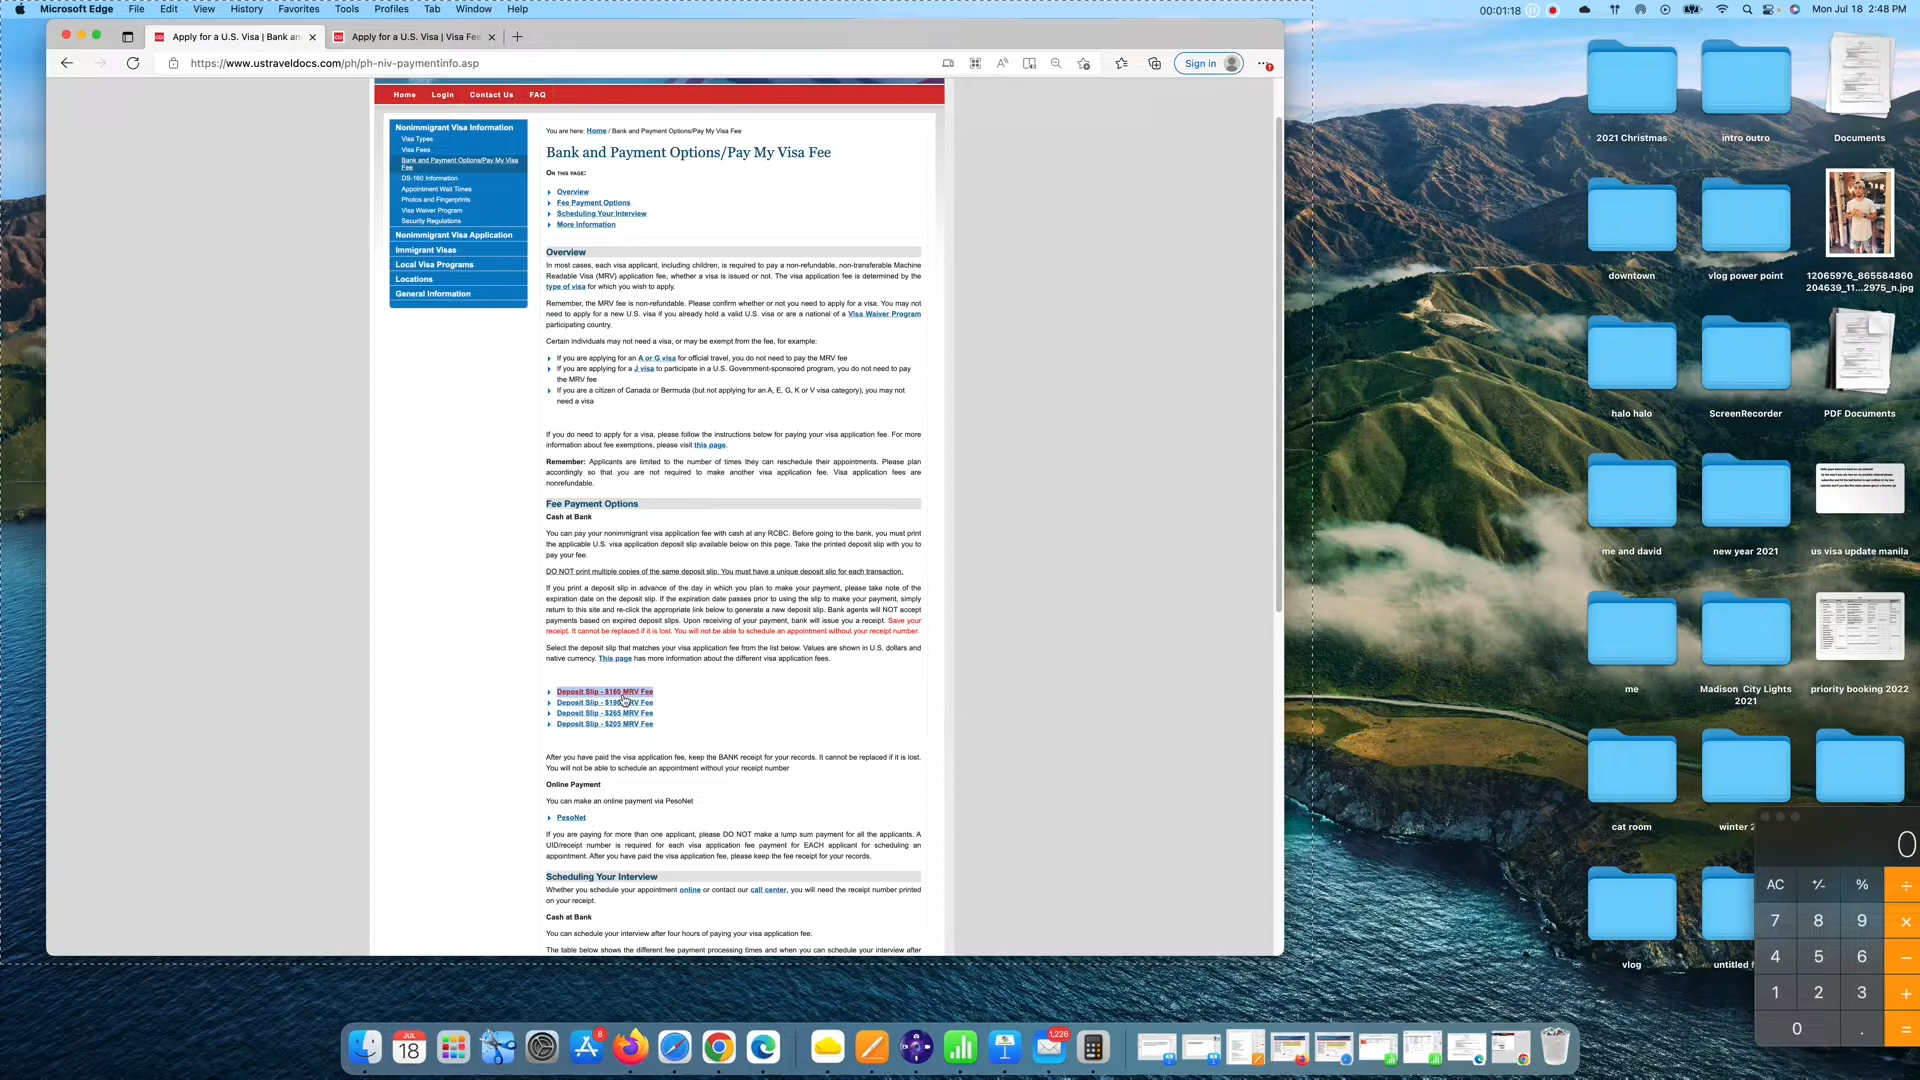 Microsoft Edge File Edit View History Favorites Tools Profiles Tab Window Help
00:01:18
Mon Jul 18 2:48 PM
Apply for a U.S. Visa | Bank an
Apply for a U.S. Visa | Visa Fe
https://www.ustraveldocs.com/ph/ph-niv-paymentinfo.asp
Sign in
Home Login Contact Us FAQ
Nonimmigrant Visa Information
Visa Types
Visa Fees
Bank and Payment Options/Pay My Visa
Fee
DS-160 Information
Appointment Wait Times
Photos and Fingerprints
Visa Waiver Program
Security Regulations
Nonimmigrant Visa Application
Immigrant Visas
Local Visa Programs
Locations
General Information
You are here: Home / Bank and Payment Options/Pay My Visa Fee
Bank and Payment Options/Pay My Visa Fee
ON THIS PAGE:
Overview
Fee Payment Options
Scheduling Your Interview
More Information
Overview
In most cases, each visa applicant, including children, is required to pay a non-refundable, non-transferable Machine
Readable Visa (MRV) application fee, whether a visa is issued or not. The visa application fee is determined by the
type of visa for which you wish to apply.
Remember, the MRV fee is non-refundable. Please confirm whether or not you need to apply for a visa. You may not
need to apply for a new U.S. visa if you already hold a valid U.S. visa or are a national of a Visa Waiver Program
participating country.
Certain individuals may not need a visa, or may be exempt from the fee, for example:
If you are applying for an A or G visa for official travel, you do not need to pay the MRV fee
If you are applying for a J visa to participate in a U.S. Government-sponsored program, you do not need to pay
the MRV fee
If you are a citizen of Canada or Bermuda (but not applying for an A, E, G, K or V visa category), you may not
need a visa
If you do need to apply for a visa, please follow the instructions below for paying your visa application fee. For more
information about fee exemptions, please visit this page.
Remember: Applicants are limited to the number of times they can reschedule their appointments. Please plan
accordingly so that you are not required to make another visa application fee. Visa application fees are
nonrefundable.
Fee Payment Options
Cash at Bank
You can pay your nonimmigrant visa application fee with cash at any RCBC. Before going to the bank, you must print
the applicable U.S. visa application deposit slip available below on this page. Take the printed deposit slip with you to
pay your fee.
DO NOT print multiple copies of the same deposit slip. You must have a unique deposit slip for each transaction.
If you print a deposit slip in advance of the day in which you plan to make your payment, please take note of the
expiration date on the deposit slip. If the expiration date passes prior to using the slip to make your payment, simply
return to this site and re-click the appropriate link below to generate a new deposit slip. Bank agents will NOT accept
payments based on expired deposit slips. Upon receiving of your payment, bank will issue you a receipt. Save your
receipt. It cannot be replaced if it is lost. You will not be able to schedule an appointment without your receipt number.
Select the deposit slip that matches your visa application fee from the list below. Values are shown in U.S. dollars and
native currency. This page has more information about the different visa application fees.
Deposit Slip - $160 MRV Fee
Deposit Slip - $190 MRV Fee
Deposit Slip - $265 MRV Fee
Deposit Slip - $205 MRV Fee
After you have paid the visa application fee, keep the BANK receipt for your records. It cannot be replaced if it is lost.
You will not be able to schedule an appointment without your receipt number
Online Payment
You can make an online payment via PesoNet
PesoNet
If you are paying for more than one applicant, please DO NOT make a lump sum payment for all the applicants. A
UID/receipt number is required for each visa application fee payment for EACH applicant for scheduling an
appointment. After you have paid the visa application fee, please keep the fee receipt for your records.
Scheduling Your Interview
Whether you schedule your appointment online or contact our call center, you will need the receipt number printed
on your receipt.
Cash at Bank
You can schedule your interview after four hours of paying your visa application fee.
The table below shows the different fee payment processing times and when you can schedule your interview after
2021 Christmas
intro outro
Documents
downtown
vlog power point
12065976_865584860
204639_11...2975_n.jpg
halo halo
ScreenRecorder
PDF Documents
me and david
new year 2021
us visa update manila
me
Madison City Lights
2021
priority booking 2022
cat room
winter 2
vlog
untitled f
0
AC +/- % ÷
7 8 9 ×
4 5 6 −
1 2 3 +
0 . =
JUL
18
8
1,226